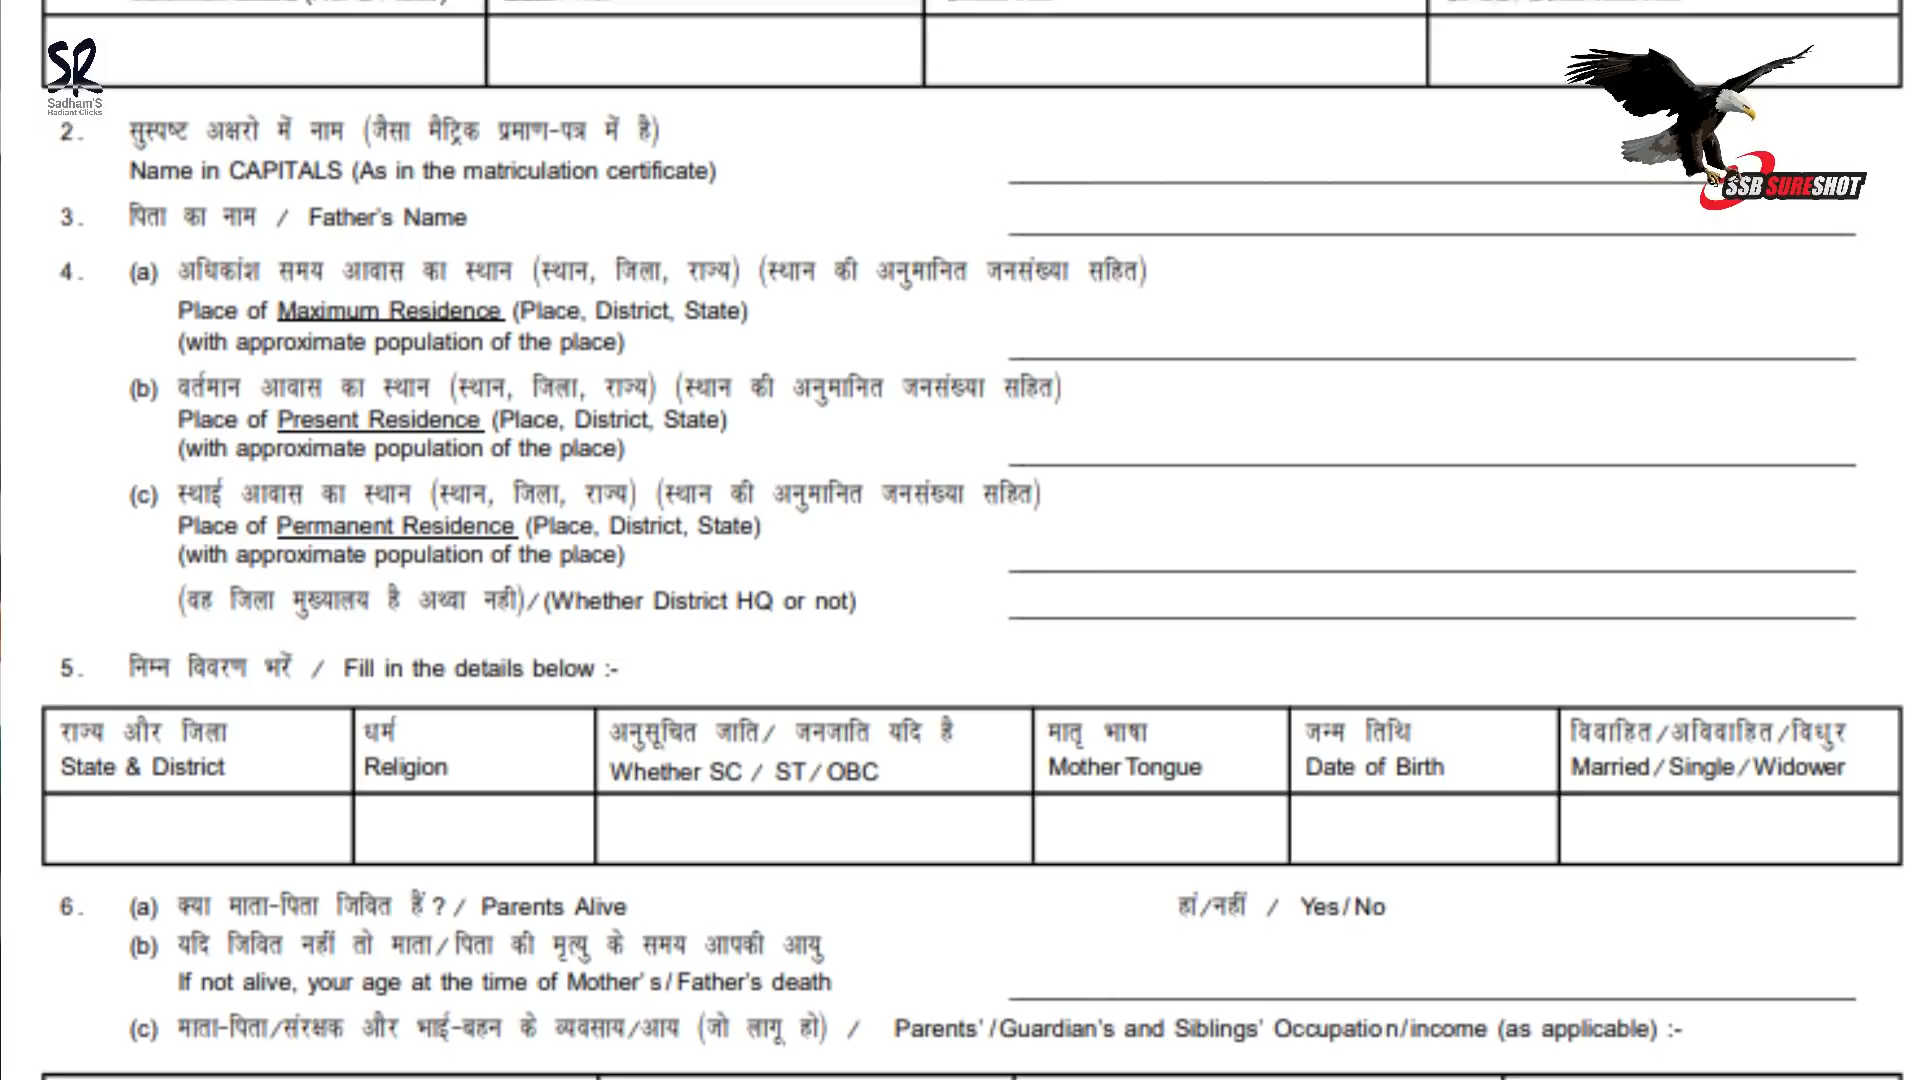 SR
Sadham'S
Radiant Clicks
SSB SURESHOT
2. सुस्पष्ट अक्षरो में नाम (जैसा मैट्रिक प्रमाण-पत्र में है)
Name in CAPITALS (As in the matriculation certificate)
3. पिता का नाम / Father's Name
4. (a) अधिकांश समय आवास का स्थान (स्थान, जिला, राज्य) (स्थान की अनुमानित जनसंख्या सहित)
Place of Maximum Residence (Place, District, State)
(with approximate population of the place)
(b) वर्तमान आवास का स्थान (स्थान, जिला, राज्य) (स्थान की अनुमानित जनसंख्या सहित)
Place of Present Residence (Place, District, State)
(with approximate population of the place)
(c) स्थाई आवास का स्थान (स्थान, जिला, राज्य) (स्थान की अनुमानित जनसंख्या सहित)
Place of Permanent Residence (Place, District, State)
(with approximate population of the place)
(वह जिला मुख्यालय है अथ्वा नही)/(Whether District HQ or not)
5. निम्न विवरण भरें / Fill in the details below :-
राज्य और जिला
State & District
धर्म
Religion
अनुसूचित जाति/ जनजाति यदि है
Whether SC / ST/OBC
मातृ भाषा
Mother Tongue
जन्म तिथि
Date of Birth
विवाहित/अविवाहित/विधुर
Married/Single/Widower
6. (a) क्या माता-पिता जिवित हैं ? / Parents Alive हां/नहीं / Yes/No
(b) यदि जिवित नहीं तो माता/पिता की मृत्यु के समय आपकी आयु
If not alive, your age at the time of Mother's/Father's death
(c) माता-पिता/संरक्षक और भाई-बहन के व्यवसाय/आय (जो लागू हो) / Parents'/Guardian's and Siblings' Occupation/income (as applicable) :-